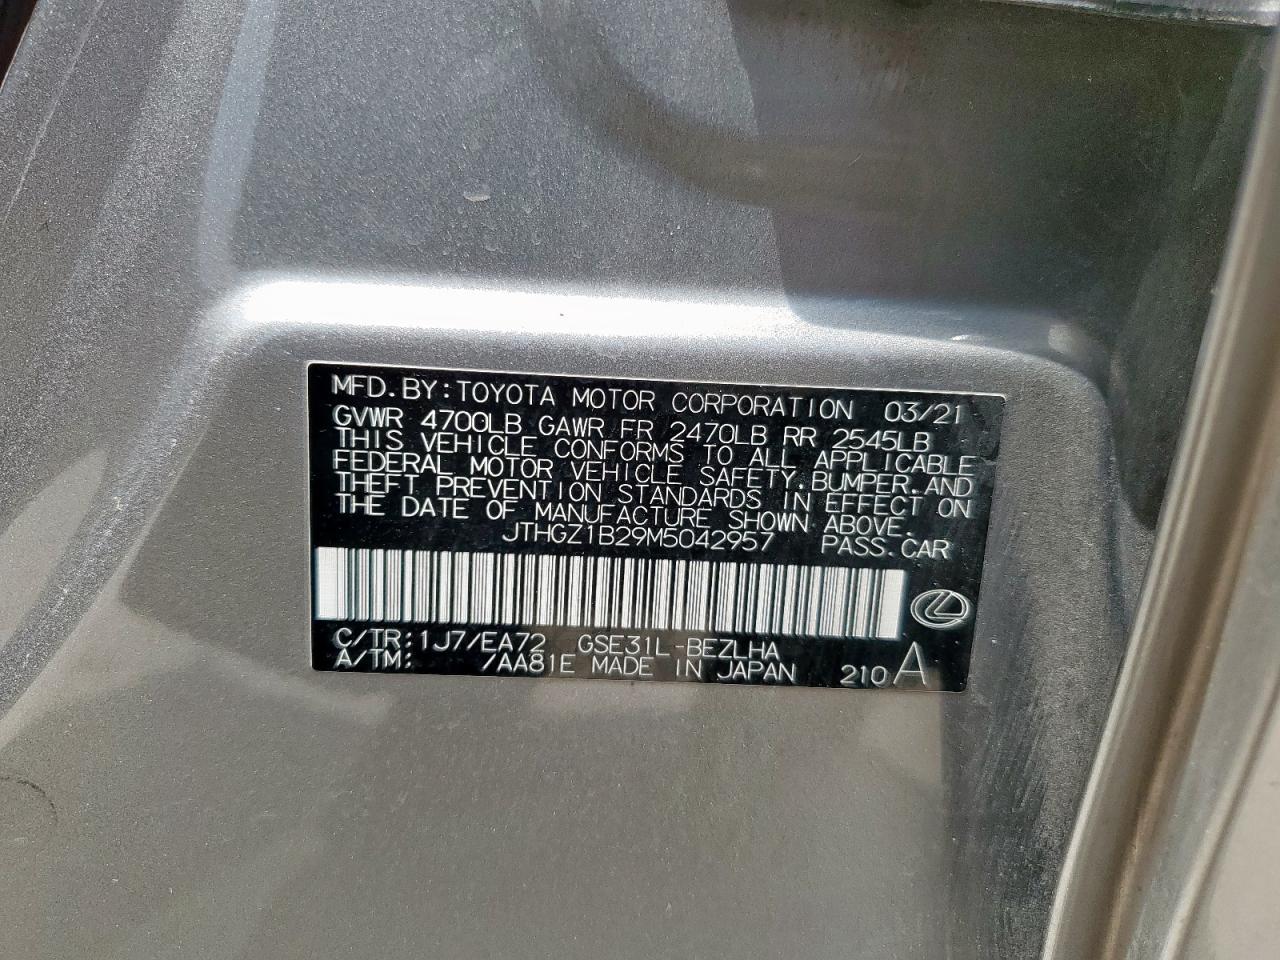 MFD. BY: TOYOTA MOTOR CORPORATION 03/21
GVWR 4700LB GAWR FR 2470LB RR 2545LB
THIS VEHICLE CONFORMS TO ALL APPLICABLE
FEDERAL MOTOR VEHICLE SAFETY, BUMPER, AND
THEFT PREVENTION STANDARDS IN EFFECT ON
THE DATE OF MANUFACTURE SHOWN ABOVE.
JTHGZ1B29M5042957 PASS. CAR
C/TR: 1J7/EA72 GSE31L-BEZLHA
A/TM: /AA81E MADE IN JAPAN 210 A